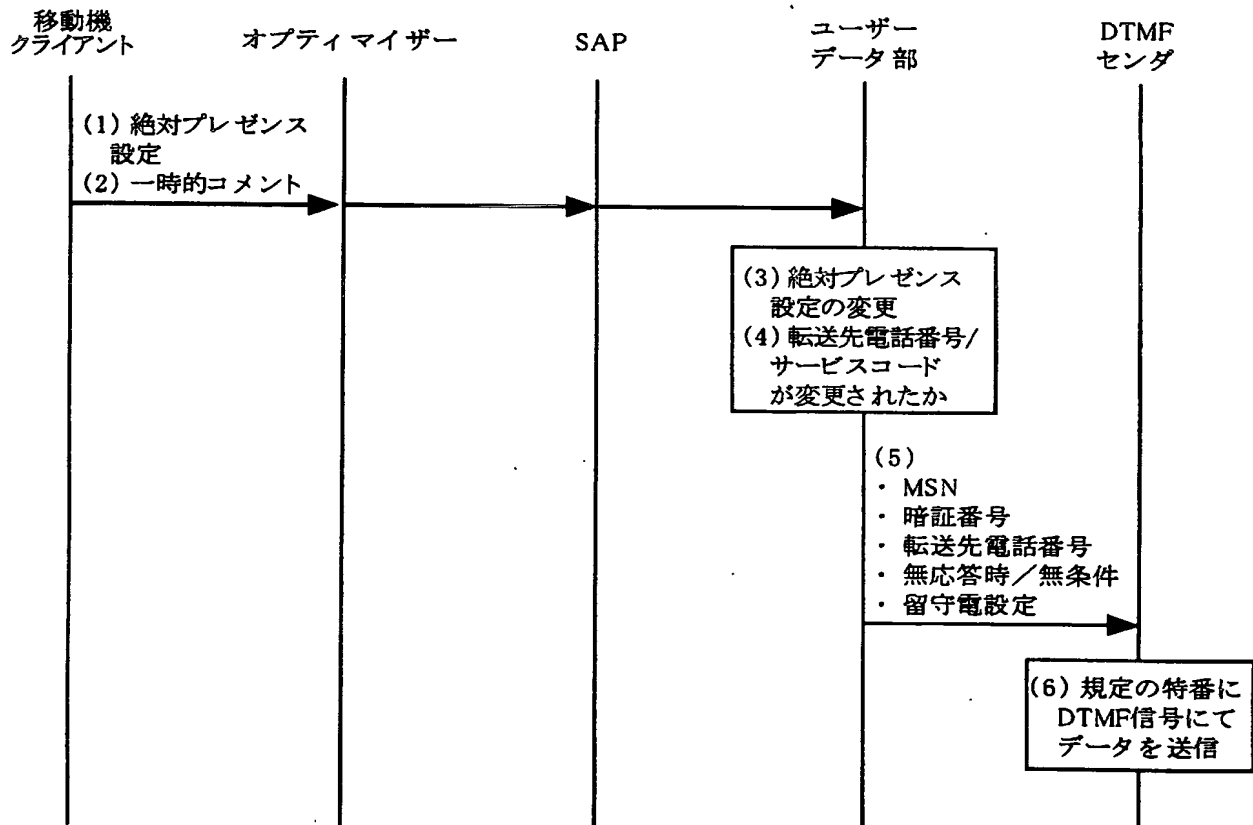 移動機
クライアント
オプティマイザー
SAP
ユーザー
データ部
DTMF
センダ
(1) 絶対プレゼンス
設定
(2) 一時的コメント
(3) 絶対プレゼンス
設定の変更
(4) 転送先電話番号/
サービスコード
が変更されたか
(5)
・ MSN
・ 暗証番号
・ 転送先電話番号
・ 無応答時／無条件
・ 留守電設定
(6) 規定の特番に
DTMF信号にて
データを送信